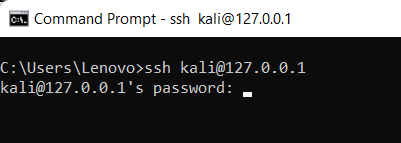 Command Prompt - ssh  kali@127.0.0.1
C:\Users\Lenovo>ssh kali@127.0.0.1
kali@127.0.0.1's password: